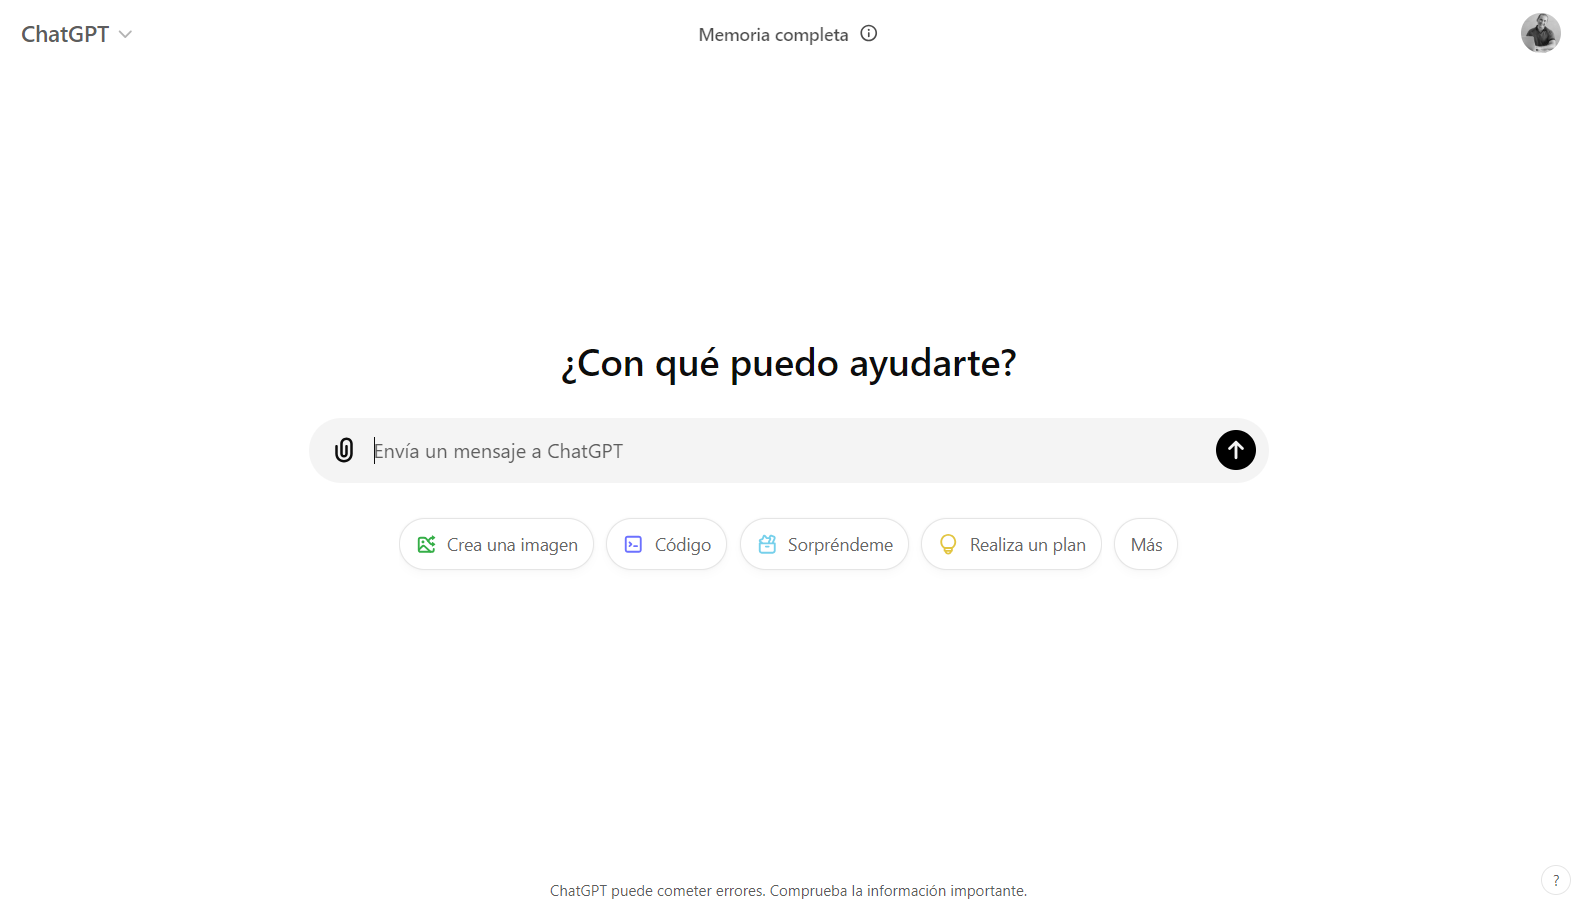 ChatGPT
Memoria completa
¿Con qué puedo ayudarte?
Envía un mensaje a ChatGPT
Crea una imagen
Código
Sorpréndeme
Realiza un plan
Más
ChatGPT puede cometer errores. Comprueba la información importante.
?